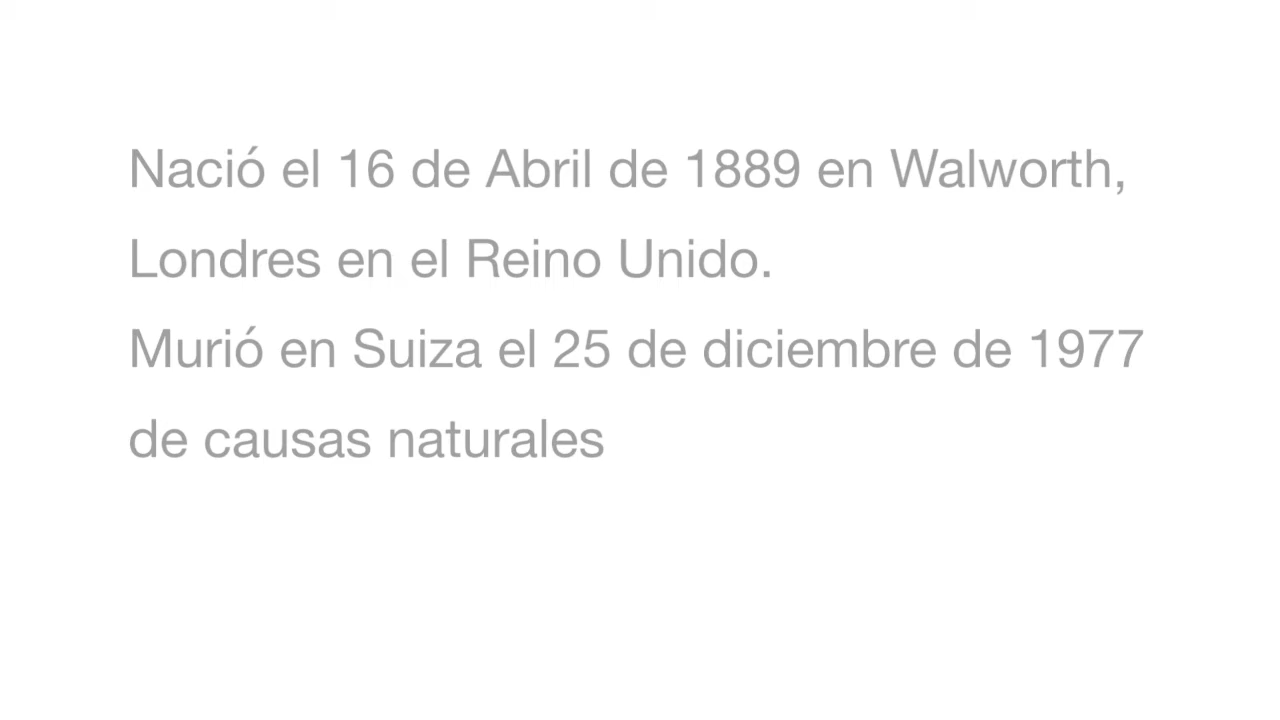 Nació el 16 de Abril de 1889 en Walworth,
Londres en el Reino Unido.
Murió en Suiza el 25 de diciembre de 1977
de causas naturales